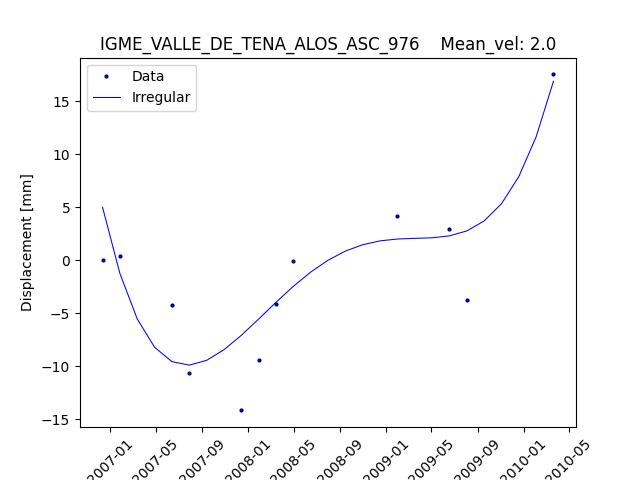 IGME_VALLE_DE_TENA_ALOS_ASC_976    Mean_vel: 2.0
Data
Irregular
Displacement [mm]
15
10
5
0
−5
−10
−15
2007-01 2007-05 2007-09 2008-01 2008-05 2008-09 2009-01 2009-05 2009-09 2010-01 2010-05